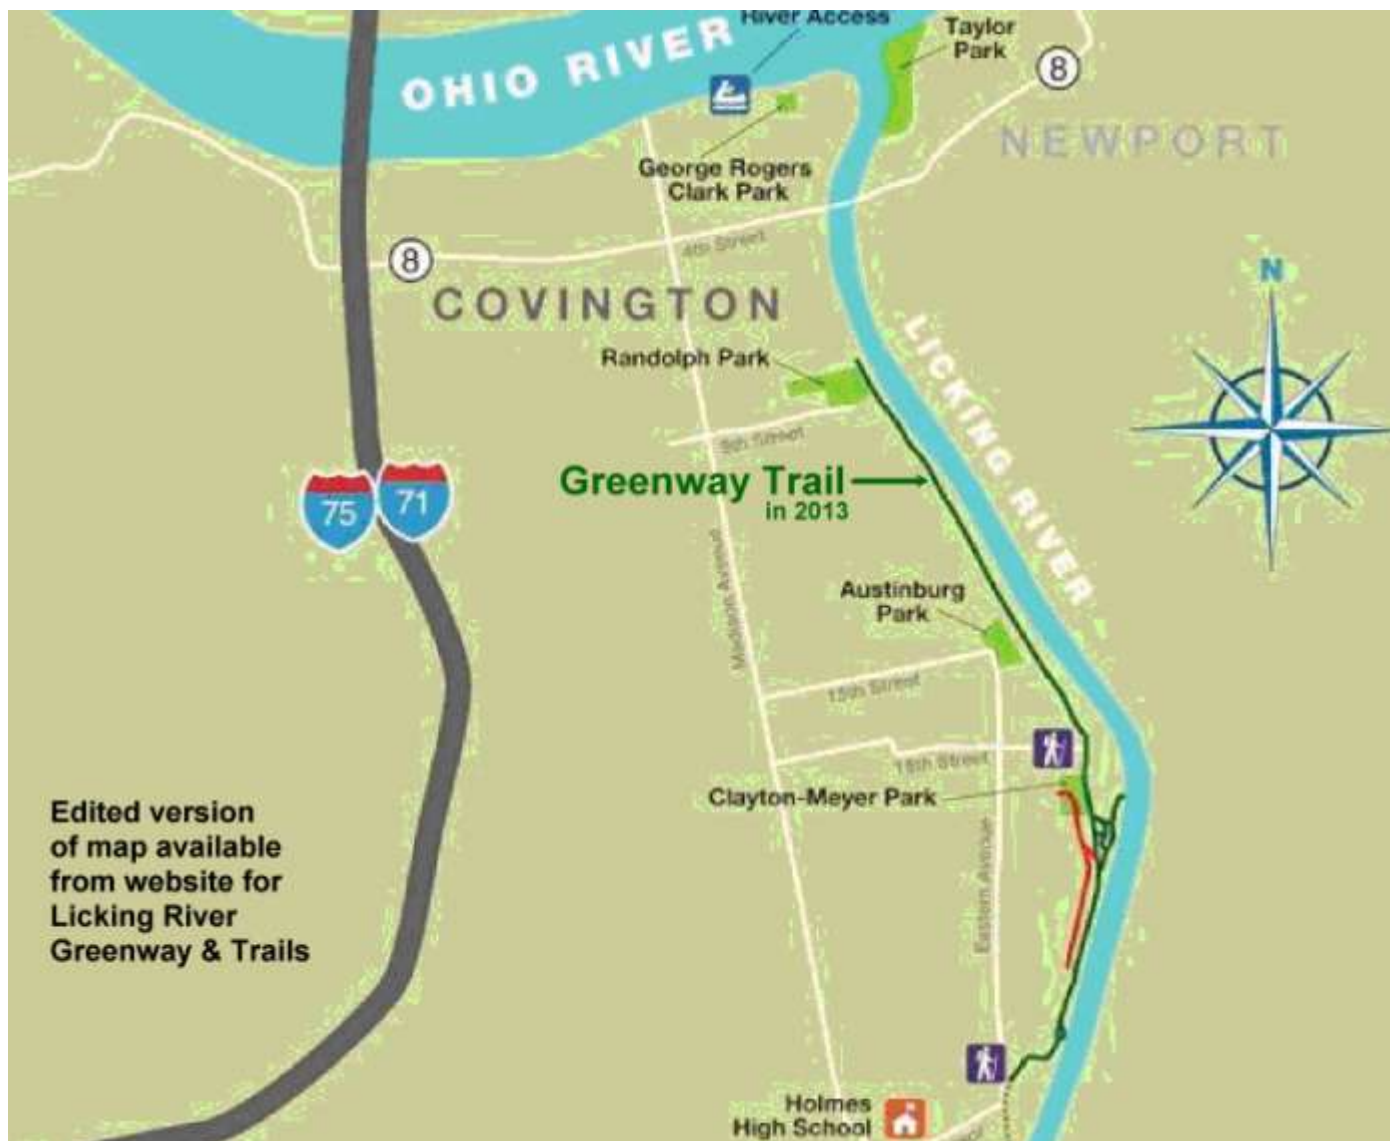 River Access
Taylor
Park
8
OHIO RIVER
NEWPORT
George Rogers
Clark Park
4th Street
8
N
COVINGTON
LICKING RIVER
Randolph Park
9th Street
75
71
Greenway Trail
in 2013
Madison Avenue
Austinburg
Park
15th Street
16th Street
Clayton-Meyer Park
Edited version
of map available
from website for
Licking River
Greenway & Trails
Eastern Avenue
Holmes
High School